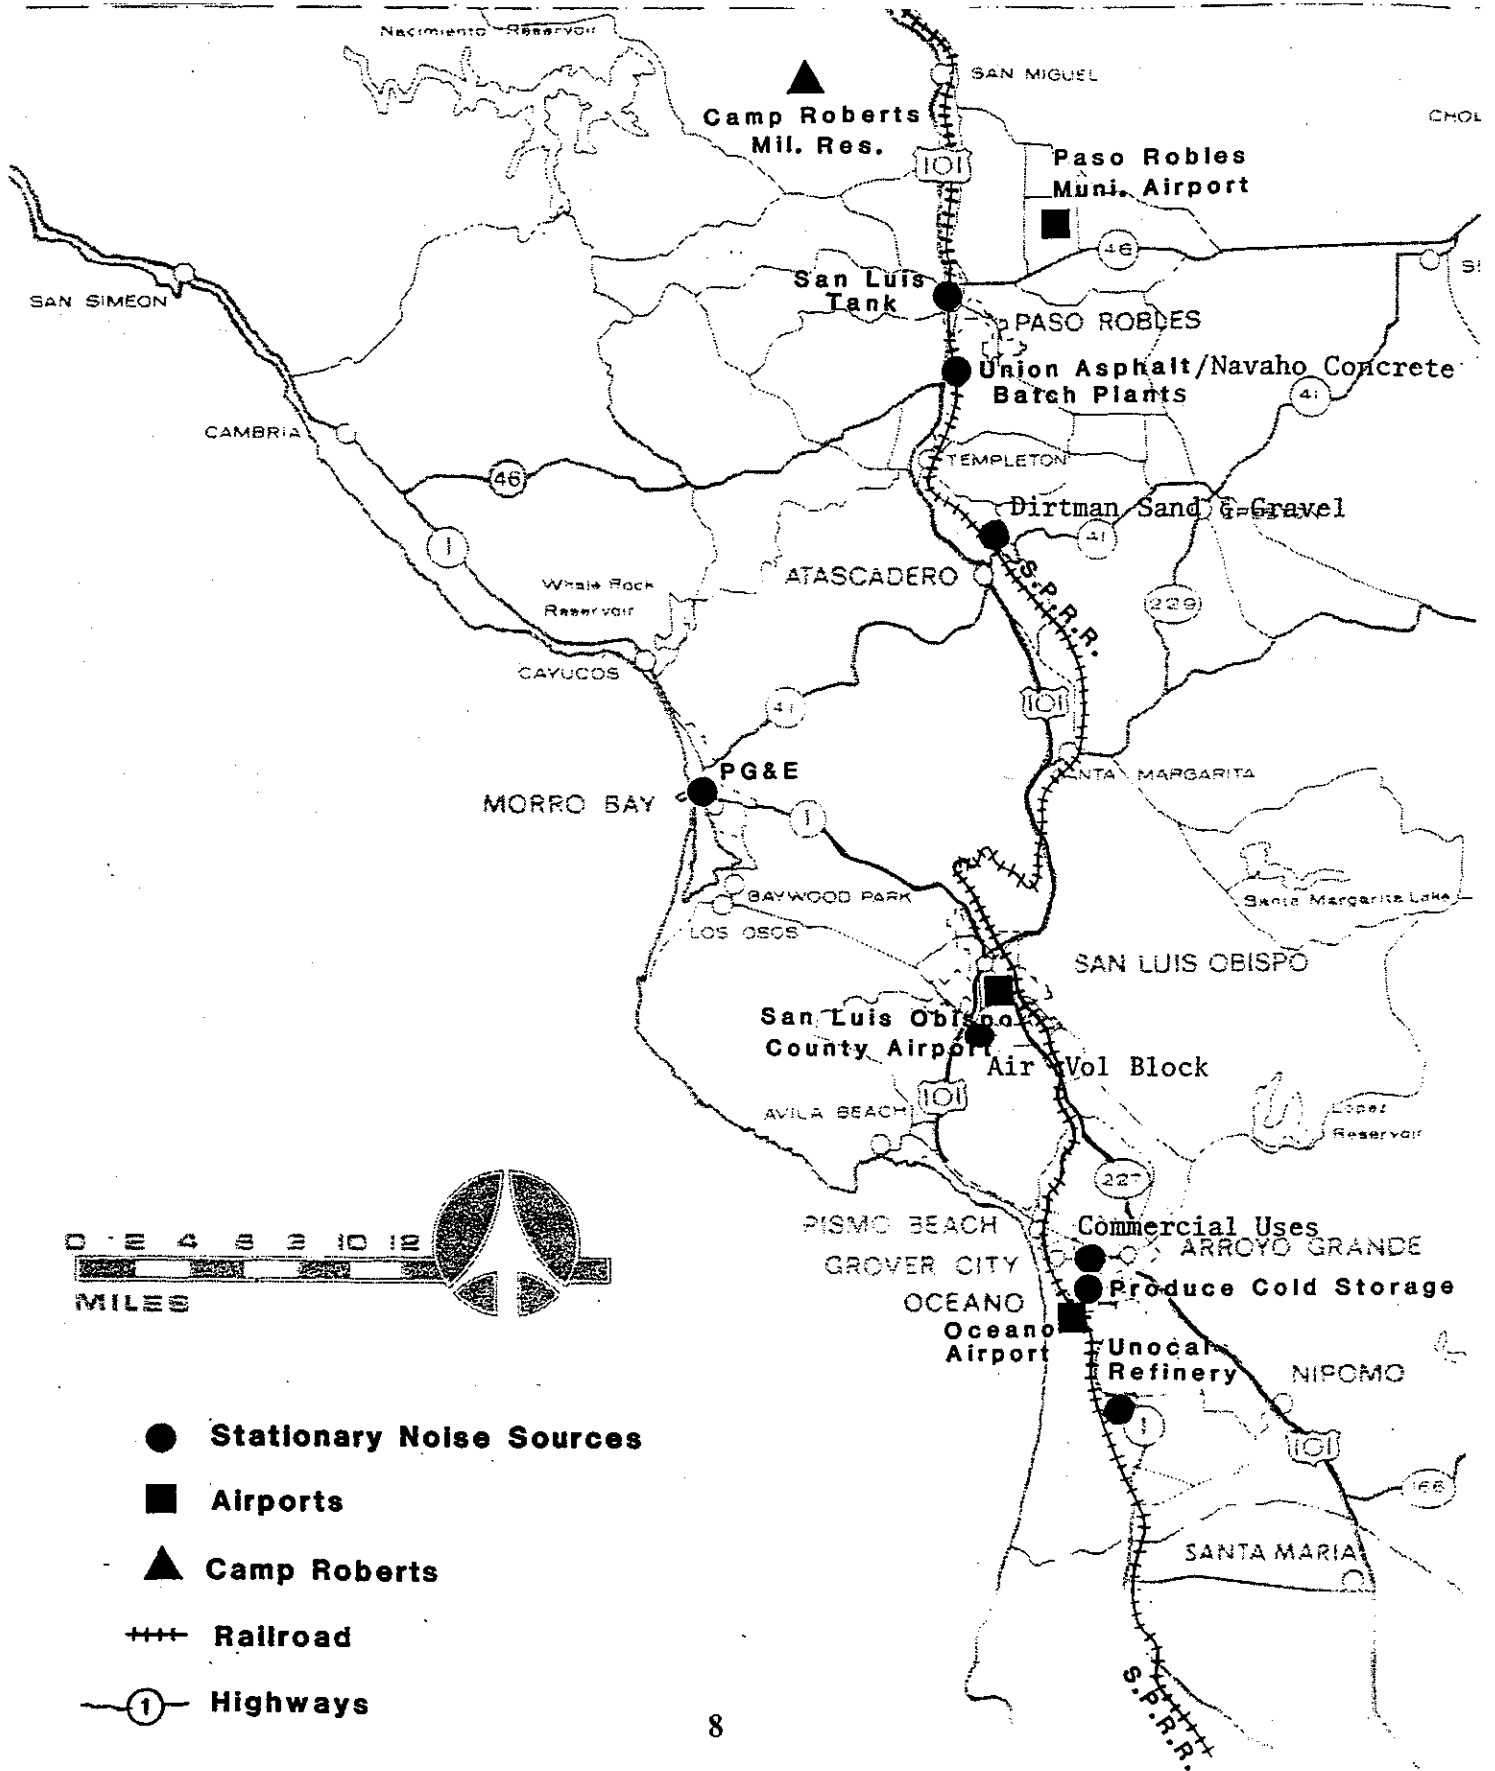 Nacimiento Reservoir
SAN MIGUEL
Camp Roberts
Mil. Res.
CHOL
101
Paso Robles
Muni. Airport
46
SAN SIMEON
San Luis
Tank
PASO ROBLES
Union Asphalt/Navaho Concrete
Batch Plants
41
CAMBRIA
TEMPLETON
46
Dirtman Sand & Gravel
1
41
ATASCADERO
S.P.R.R.
Whale Rock
Reservoir
229
CAYUCOS
41
101
PG&E
NTA MARGARITA
MORRO BAY
1
BAYWOOD PARK
Santa Margarita Lake
LOS OSOS
SAN LUIS OBISPO
San Luis Obispo
County Airport
Air Vol Block
101
AVILA BEACH
Lopez
Reservoir
227
PISMO BEACH
Commercial Uses
0 2 4 6 8 10 12
MILES
GROVER CITY
ARROYO GRANDE
Produce Cold Storage
OCEANO
Oceano
Airport
Unocal
Refinery
NIPOMO
1
101
166
Stationary Noise Sources
Airports
SANTA MARIA
Camp Roberts
Railroad
S.P.R.R.
1
Highways
8